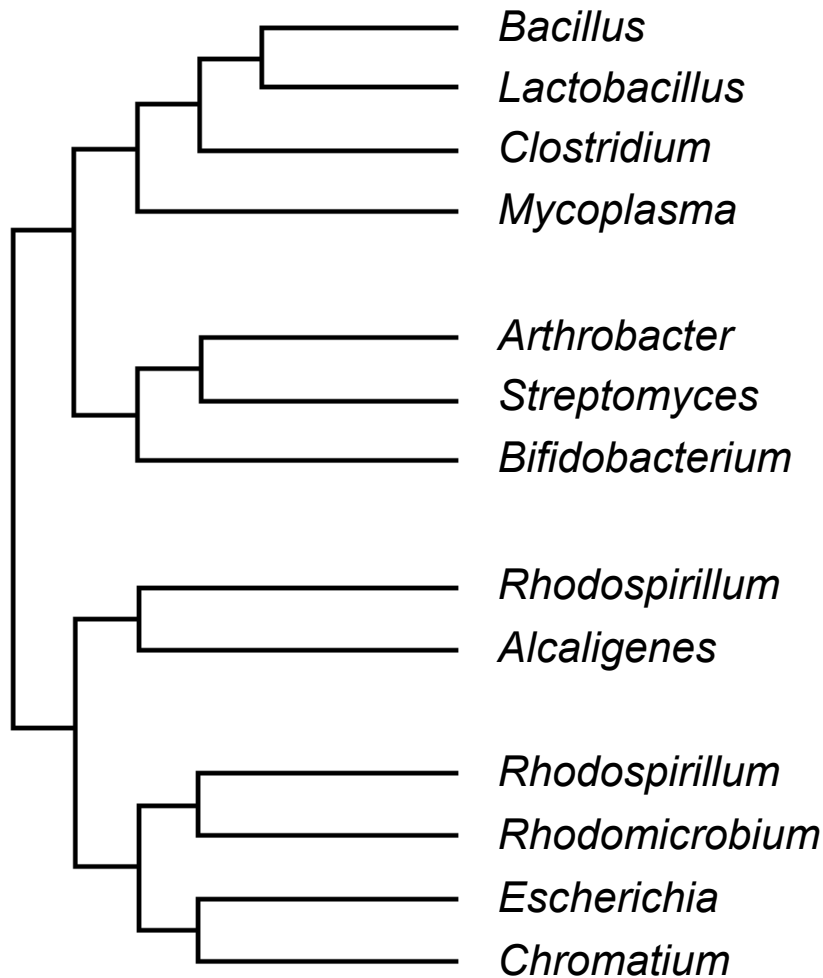 Bacillus
Lactobacillus
Clostridium
Mycoplasma
Arthrobacter
Streptomyces
Bifidobacterium
Rhodospirillum
Alcaligenes
Rhodospirillum
Rhodomicrobium
Escherichia
Chromatium